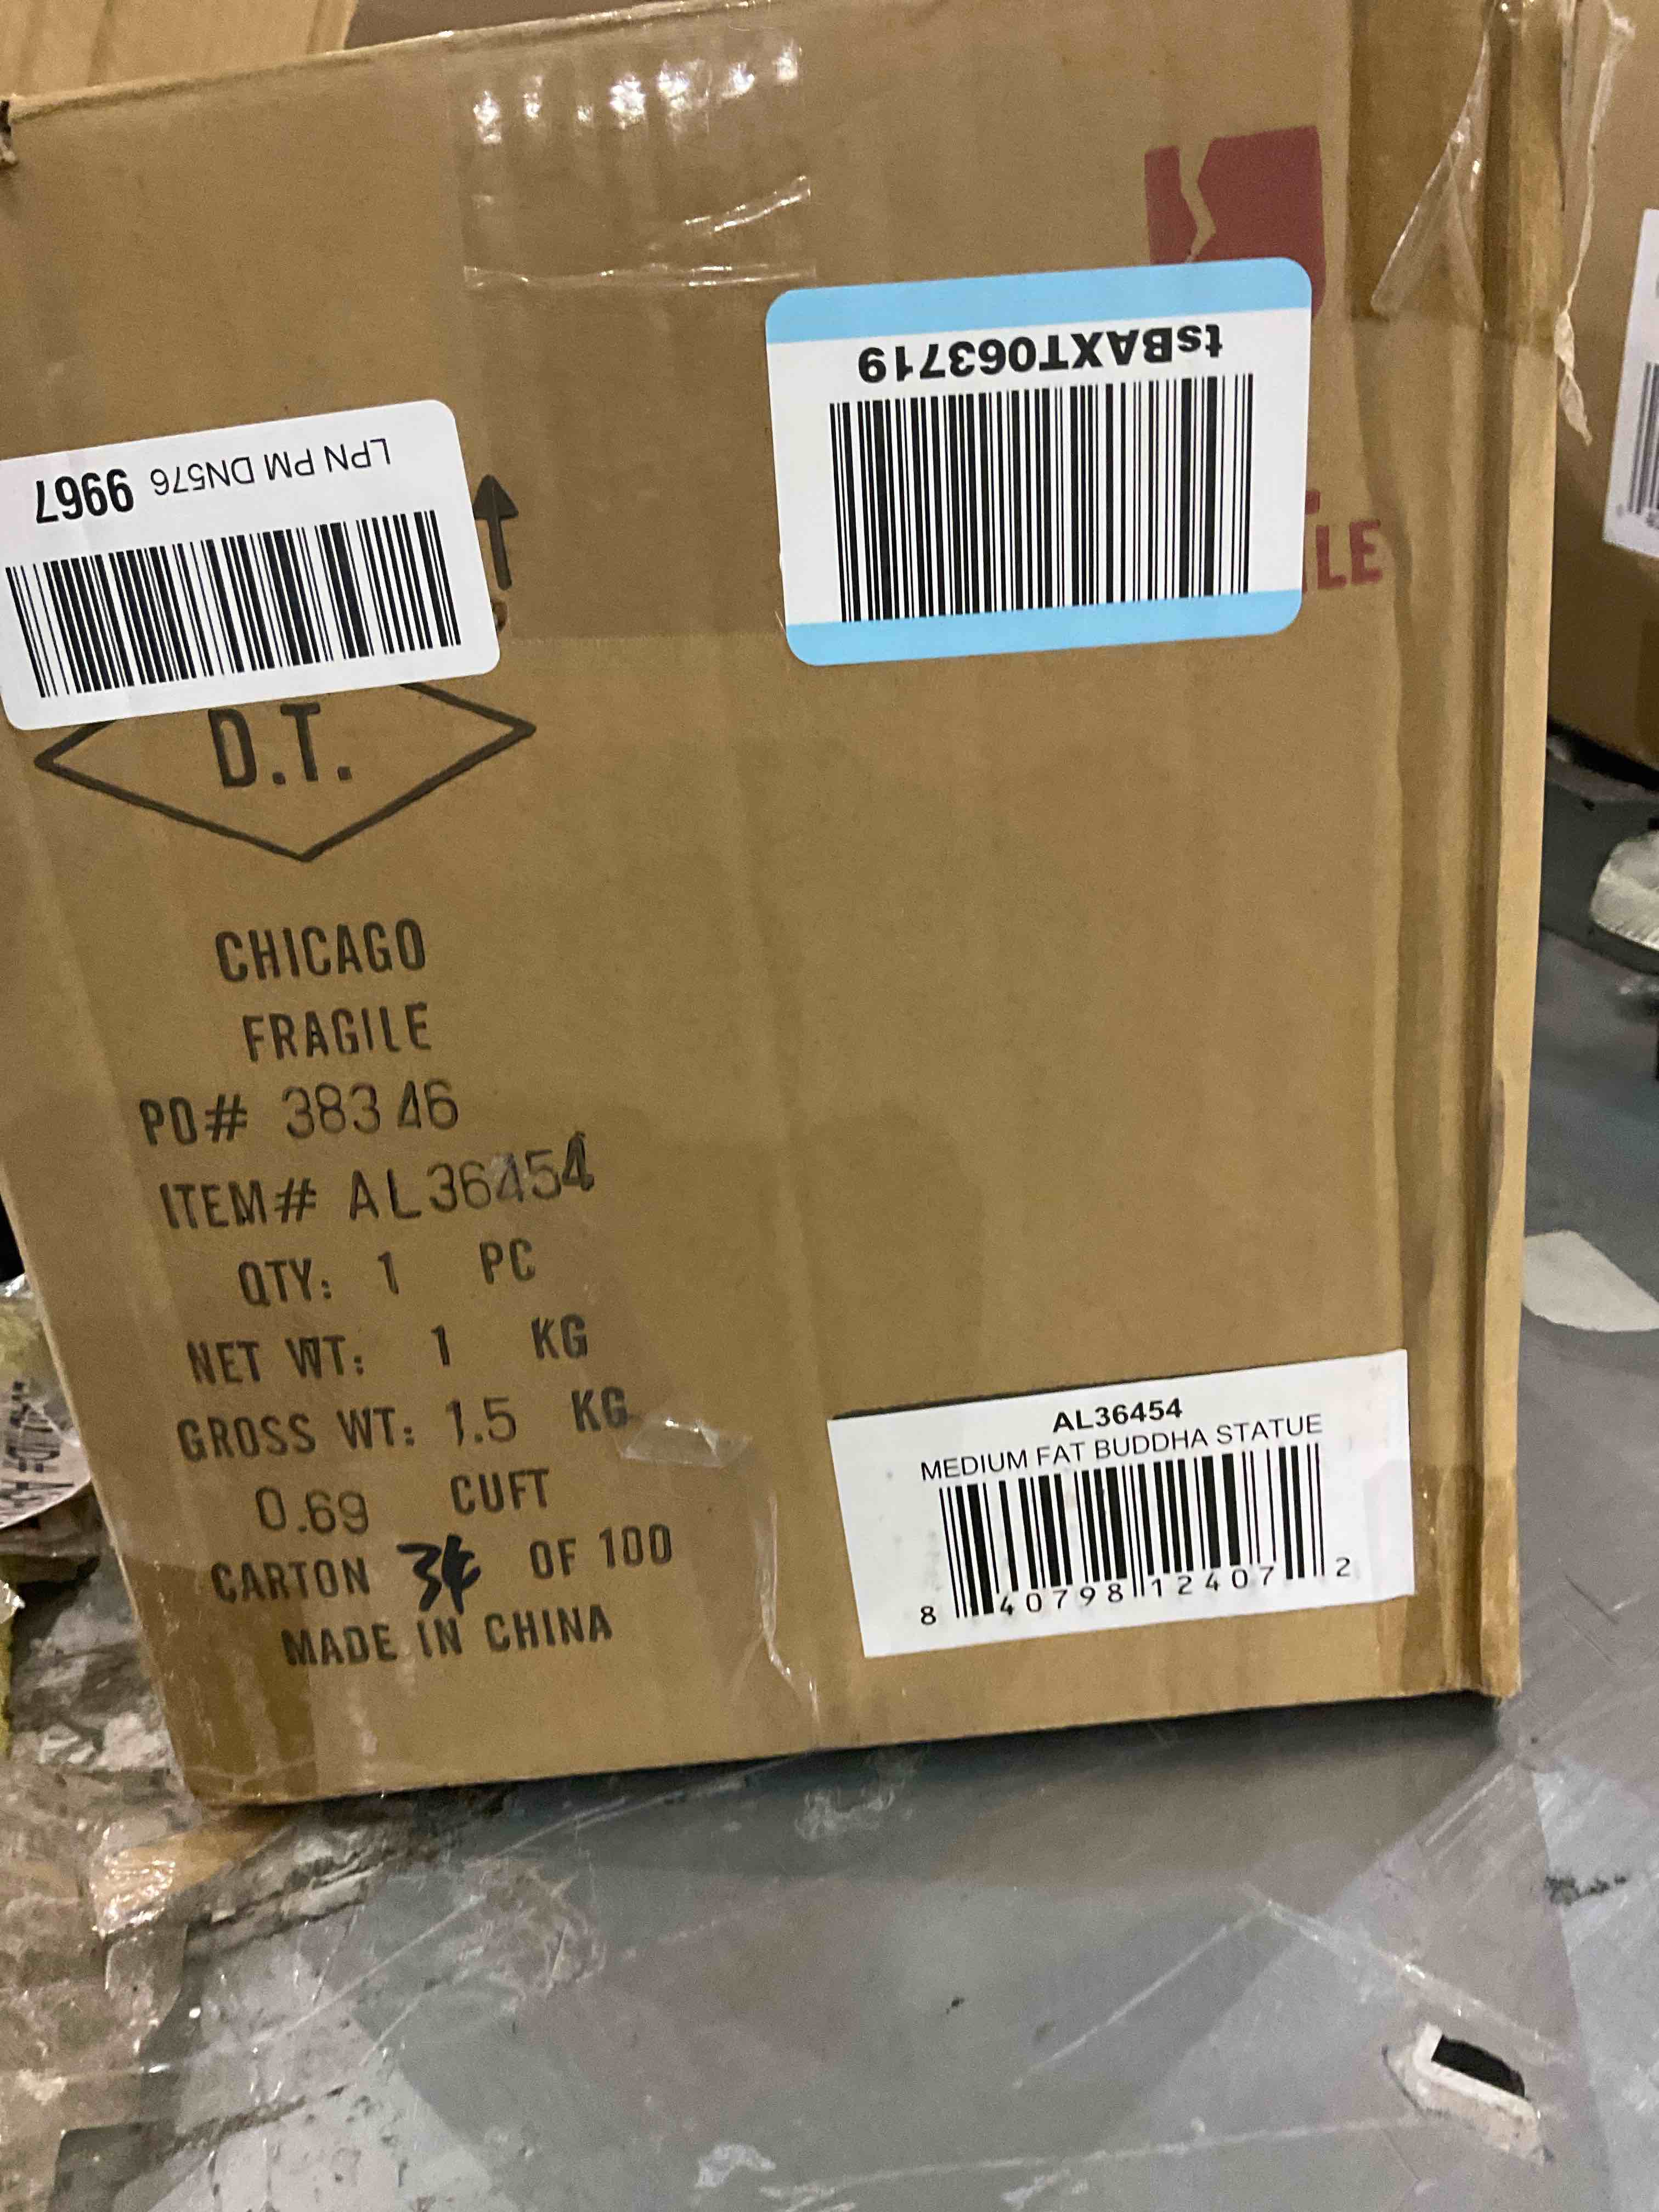 tsBAXT063719
LPN PM DN576 9967
LE
D.T.
CHICAGO
FRAGILE
PO# 38346
ITEM# AL36454
QTY: 1 PC
NET WT: 1 KG
GROSS WT: 1.5 KG
0.69 CUFT
CARTON 34 OF 100
MADE IN CHINA
AL36454
MEDIUM FAT BUDDHA STATUE
8 40798 12407 2